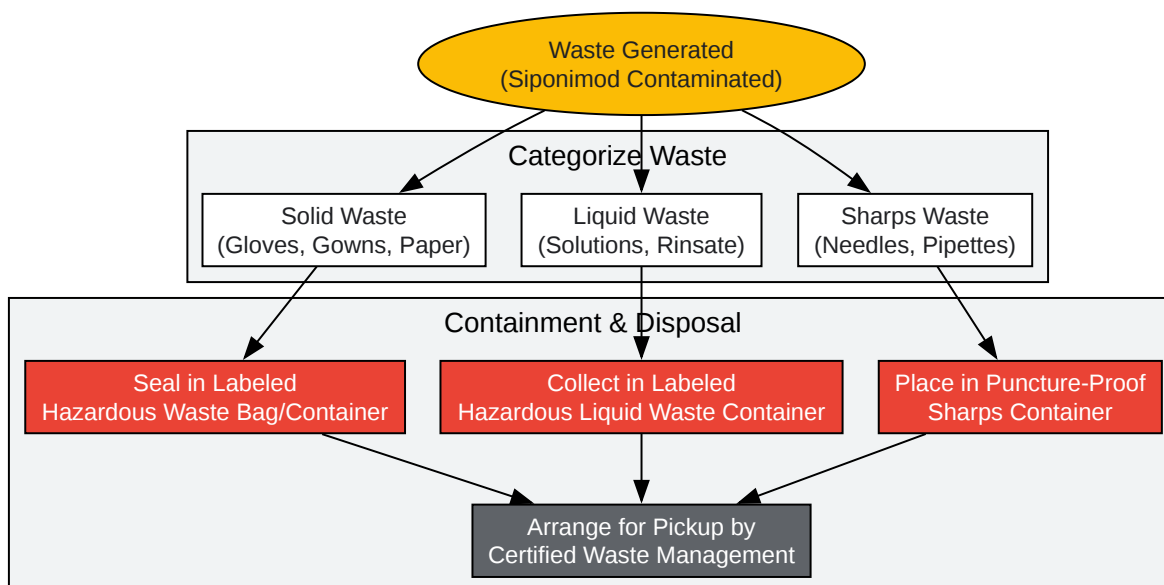 Waste Generated
(Siponimod Contaminated)
Categorize Waste
Solid Waste
(Gloves, Gowns, Paper)
Liquid Waste
(Solutions, Rinsate)
Sharps Waste
(Needles, Pipettes)
Containment & Disposal
Seal in Labeled
Hazardous Waste Bag/Container
Collect in Labeled
Hazardous Liquid Waste Container
Place in Puncture-Proof
Sharps Container
Arrange for Pickup by
Certified Waste Management